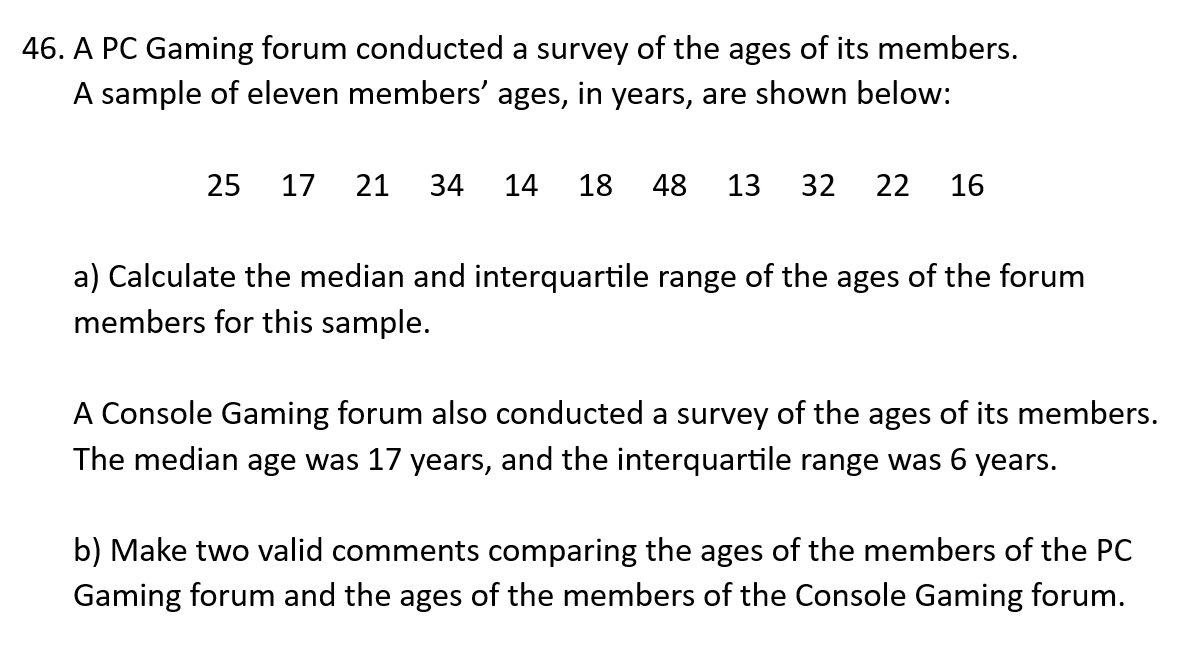 46. A PC Gaming forum conducted a survey of the ages of its members.
A sample of eleven members’ ages, in years, are shown below:
25 17 21 34 14 18 48 13 32 22 16
a) Calculate the median and interquartile range of the ages of the forum
members for this sample.
A Console Gaming forum also conducted a survey of the ages of its members.
The median age was 17 years, and the interquartile range was 6 years.
b) Make two valid comments comparing the ages of the members of the PC
Gaming forum and the ages of the members of the Console Gaming forum.